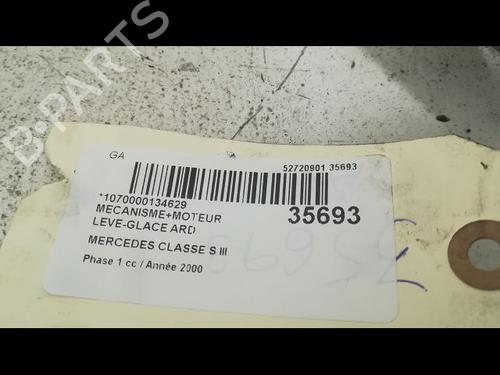 B-PARTS
GA
52720901 35693
*1070000134629
35693
MECANISME+MOTEUR
LEVE-GLACE ARD
MERCEDES CLASSE S III
Phase 1 cc / Année 2000
35693